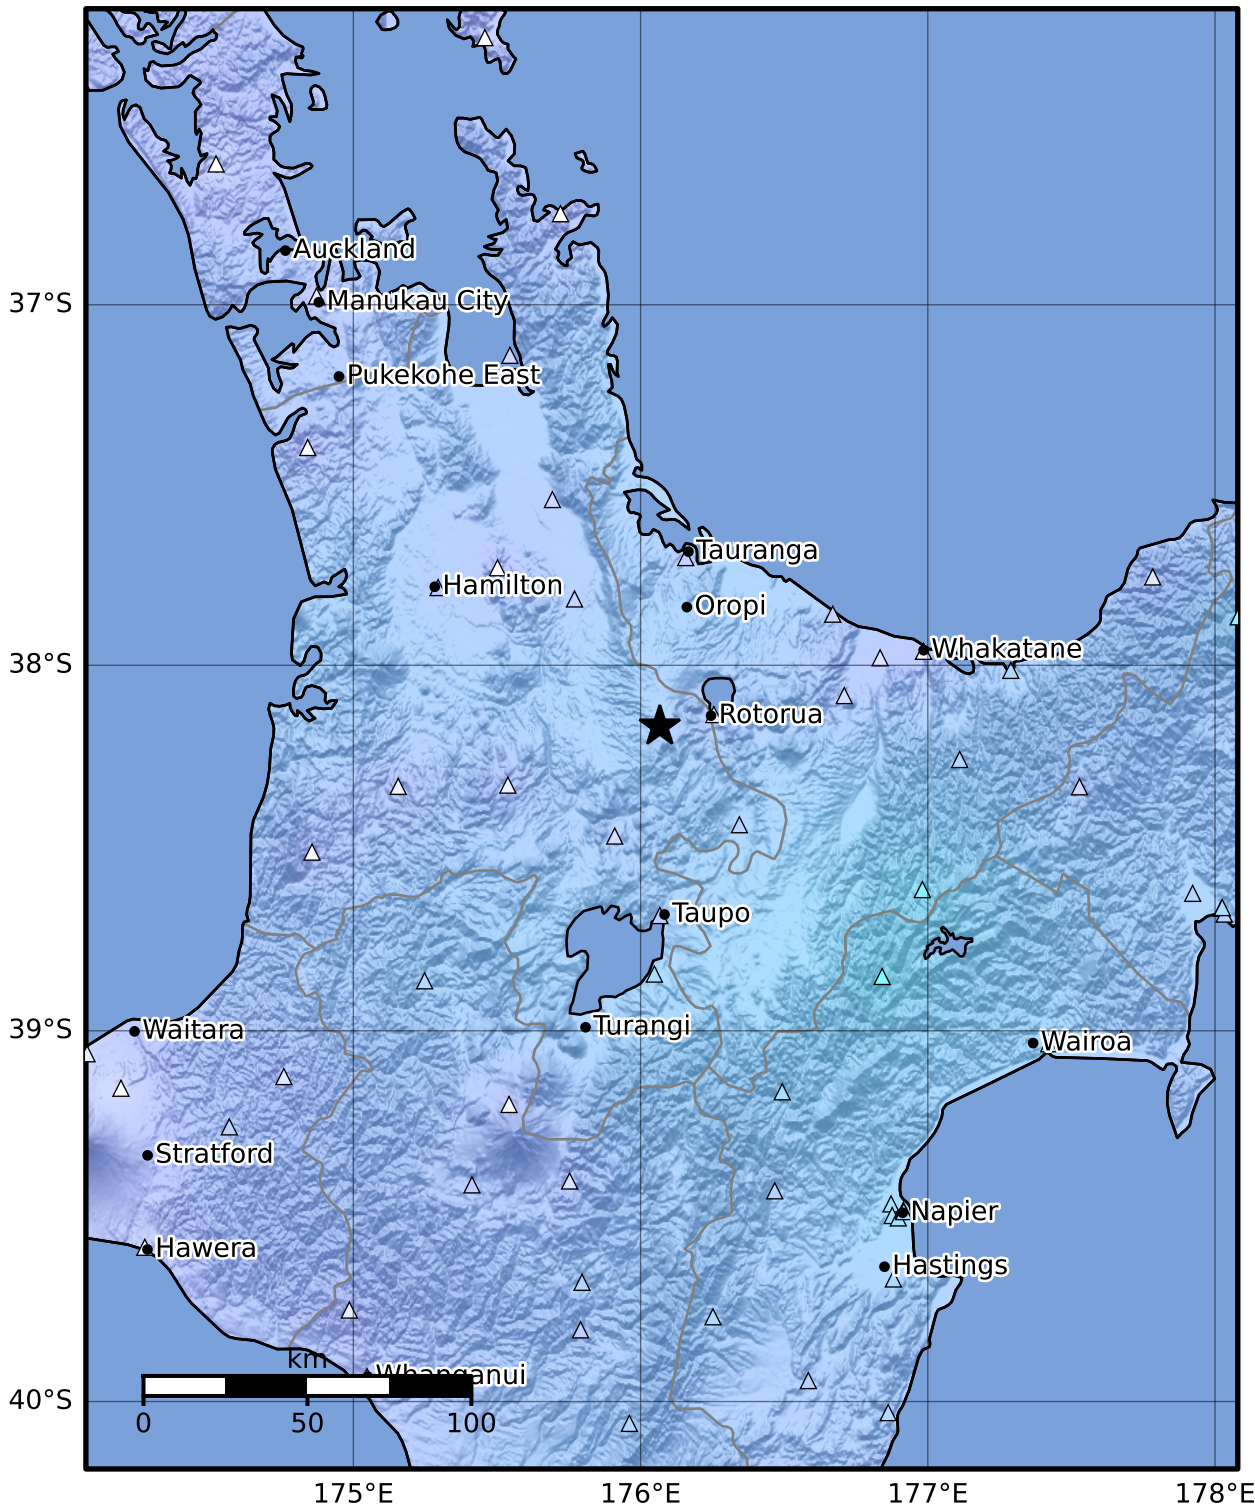 Auckland
37°S
Manukau City
Pukekohe East
Tauranga
Hamilton
Oropi
Whakatane
38°S
Rotorua
Taupo
39°S
Waitara
Turangi
Wairoa
Stratford
Napier
Hawera
Hastings
km
Whanganui
40°S
0 50 100
175°E 176°E 177°E 178°E